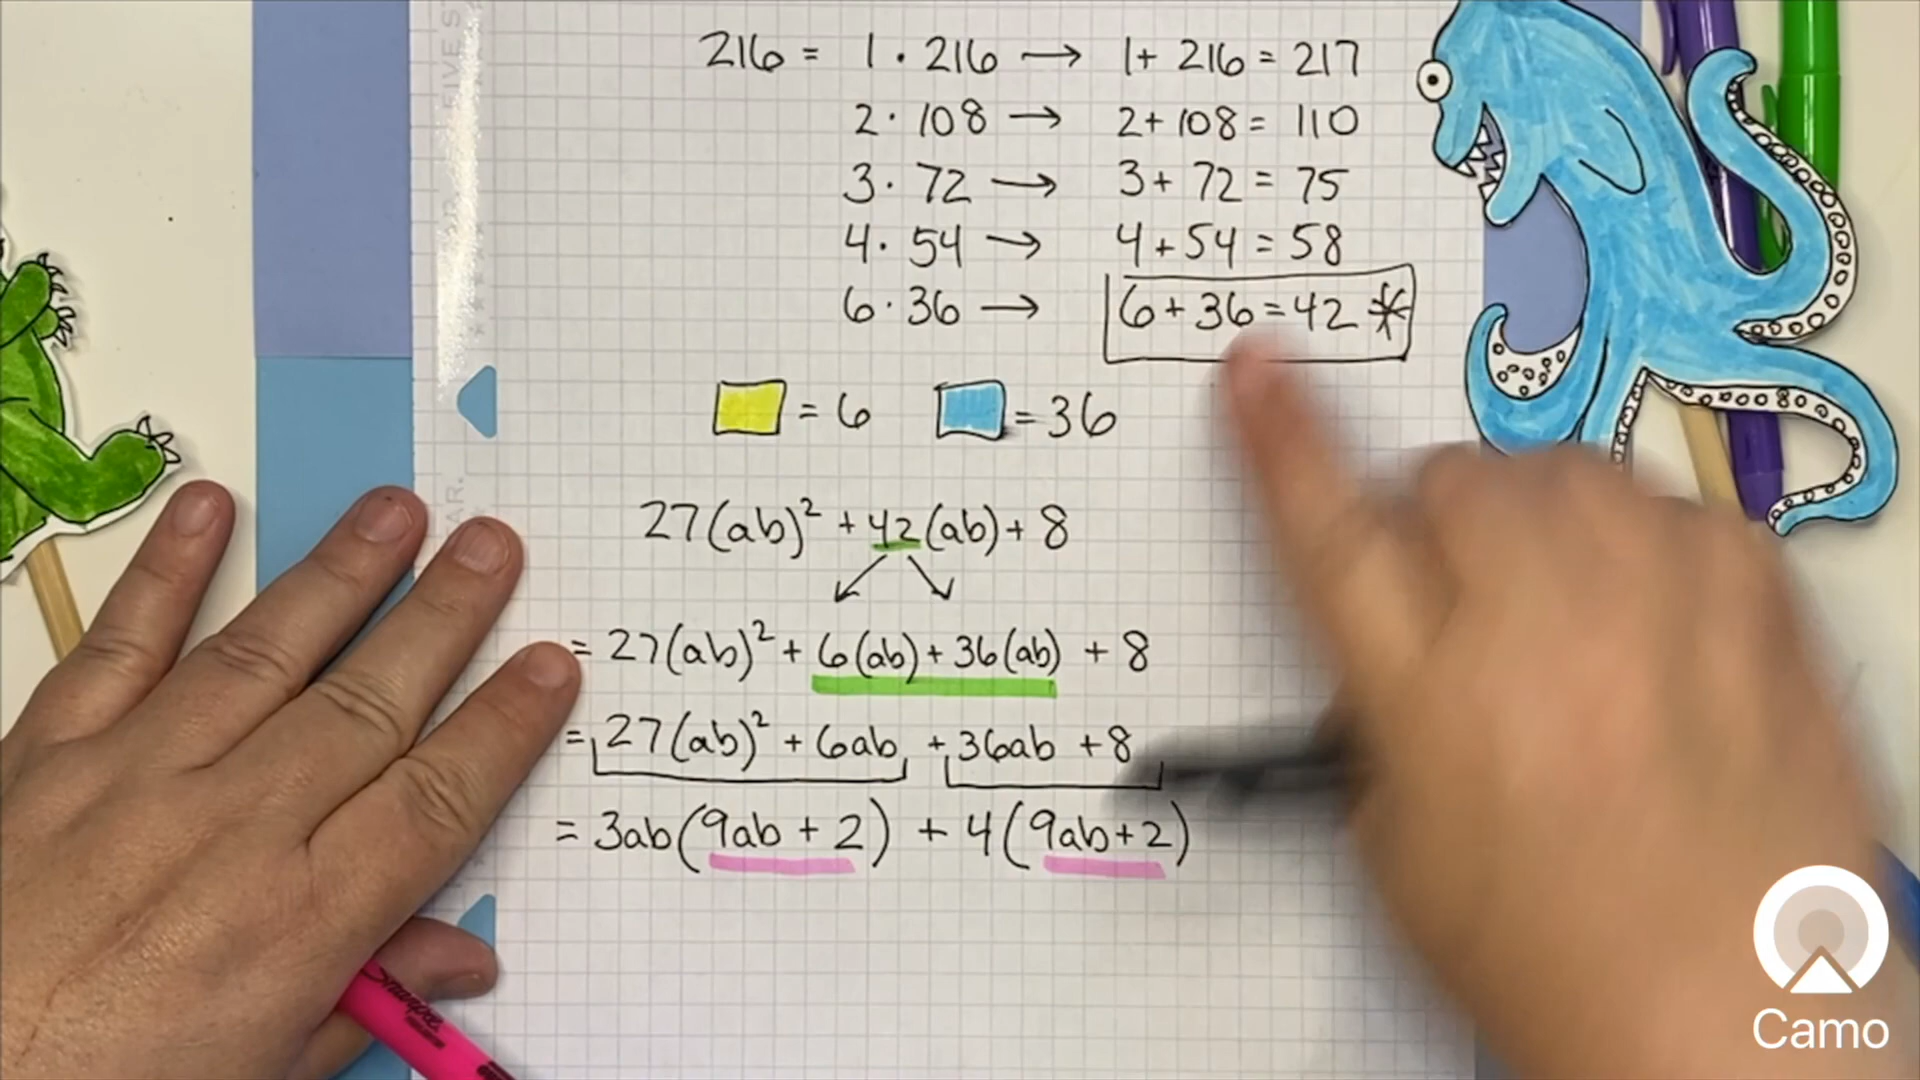 216 = 1 · 216 → 1+ 216 = 217
2 · 108 → 2+ 108 = 110
3 · 72 → 3 + 72 = 75
4 · 54 → 4 + 54 = 58
6 · 36 → 6 + 36 = 42 *
= 6 = 36
27(ab)² + 42(ab) + 8
= 27(ab)² + 6(ab) + 36(ab) + 8
= 27(ab)² + 6ab + 36ab + 8
= 3ab(9ab + 2) + 4(9ab+2)
Sharpie
Camo